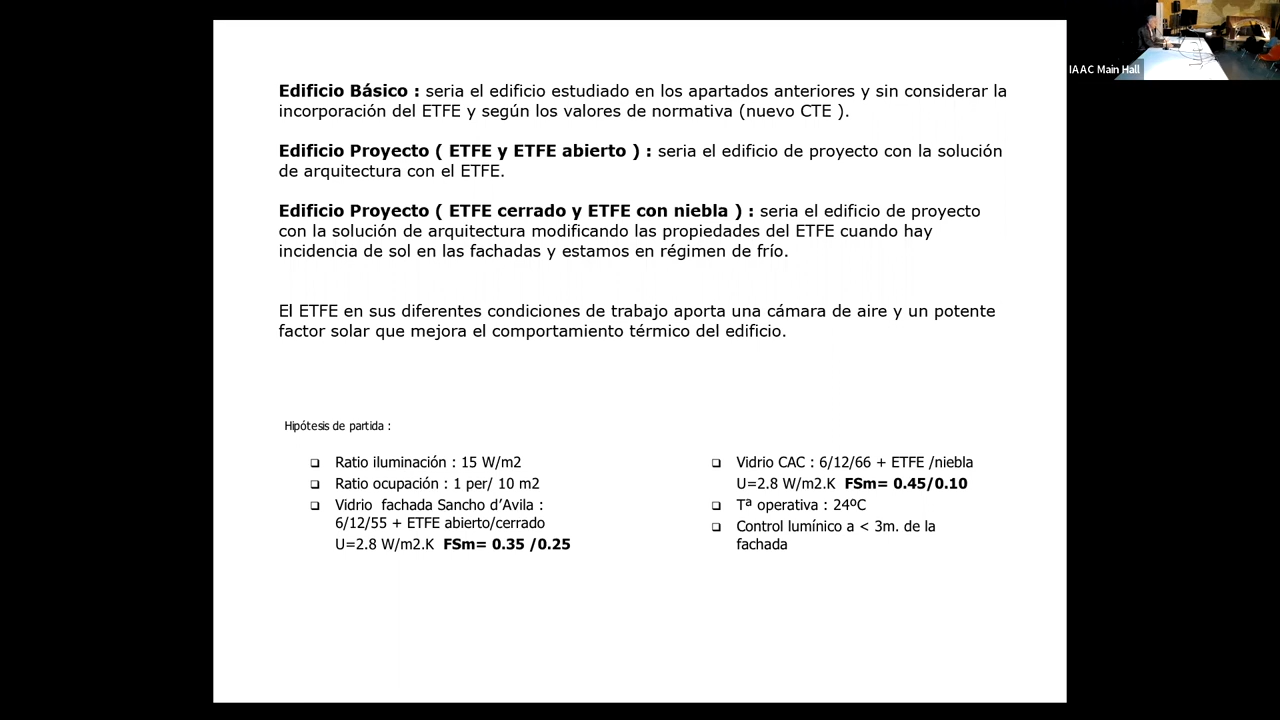 Edificio Básico : seria el edificio estudiado en los apartados anteriores y sin considerar la
incorporación del ETFE y según los valores de normativa (nuevo CTE ).
Edificio Proyecto ( ETFE y ETFE abierto ) : seria el edificio de proyecto con la solución
de arquitectura con el ETFE.
Edificio Proyecto ( ETFE cerrado y ETFE con niebla ) : seria el edificio de proyecto
con la solución de arquitectura modificando las propiedades del ETFE cuando hay
incidencia de sol en las fachadas y estamos en régimen de frío.
El ETFE en sus diferentes condiciones de trabajo aporta una cámara de aire y un potente
factor solar que mejora el comportamiento térmico del edificio.
Hipótesis de partida :
Ratio iluminación : 15 W/m2
Ratio ocupación : 1 per/ 10 m2
Vidrio fachada Sancho d’Avila :
6/12/55 + ETFE abierto/cerrado
U=2.8 W/m2.K FSm= 0.35 /0.25
Vidrio CAC : 6/12/66 + ETFE /niebla
U=2.8 W/m2.K FSm= 0.45/0.10
Tª operativa : 24ºC
Control lumínico a < 3m. de la
fachada
IAAC Main Hall